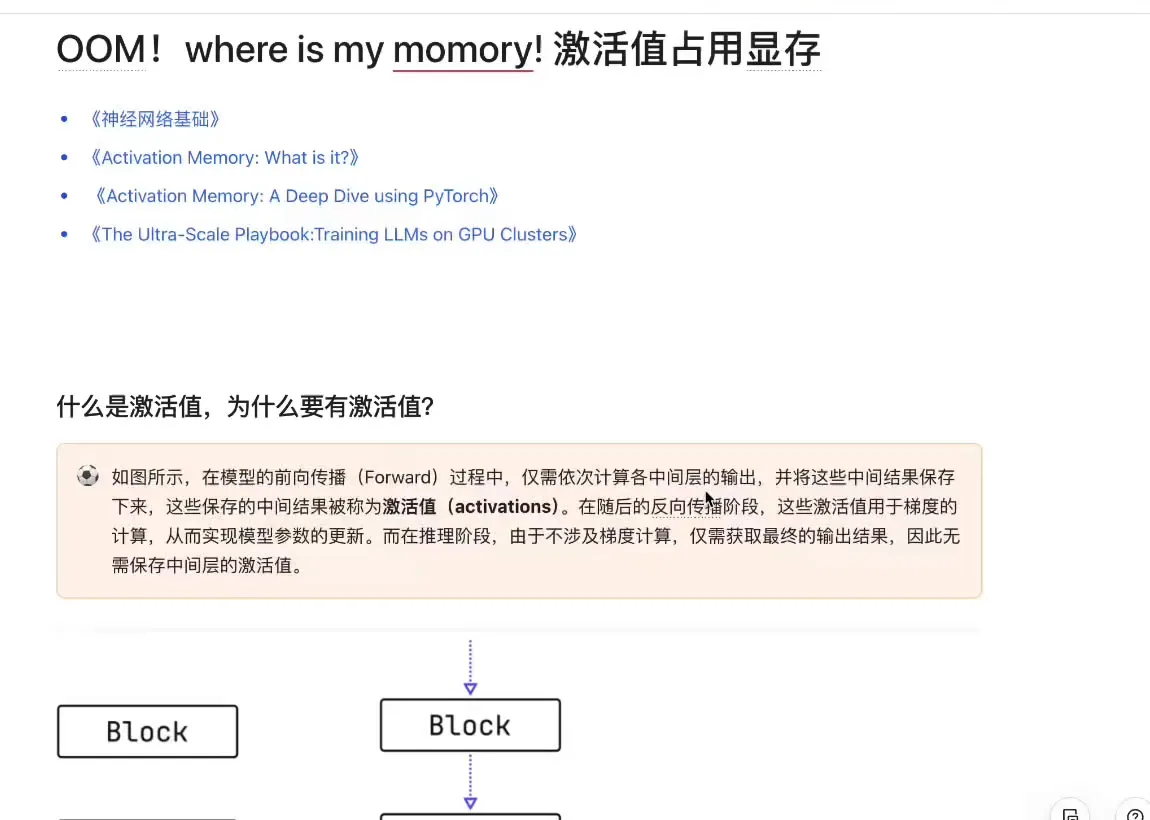 OOM！where is my momory! 激活值占用显存
《神经网络基础》
《Activation Memory: What is it?》
《Activation Memory: A Deep Dive using PyTorch》
《The Ultra-Scale Playbook:Training LLMs on GPU Clusters》
什么是激活值，为什么要有激活值？
如图所示，在模型的前向传播（Forward）过程中，仅需依次计算各中间层的输出，并将这些中间结果保存
下来，这些保存的中间结果被称为激活值（activations）。在随后的反向传播阶段，这些激活值用于梯度的
计算，从而实现模型参数的更新。而在推理阶段，由于不涉及梯度计算，仅需获取最终的输出结果，因此无
需保存中间层的激活值。
Block
Block